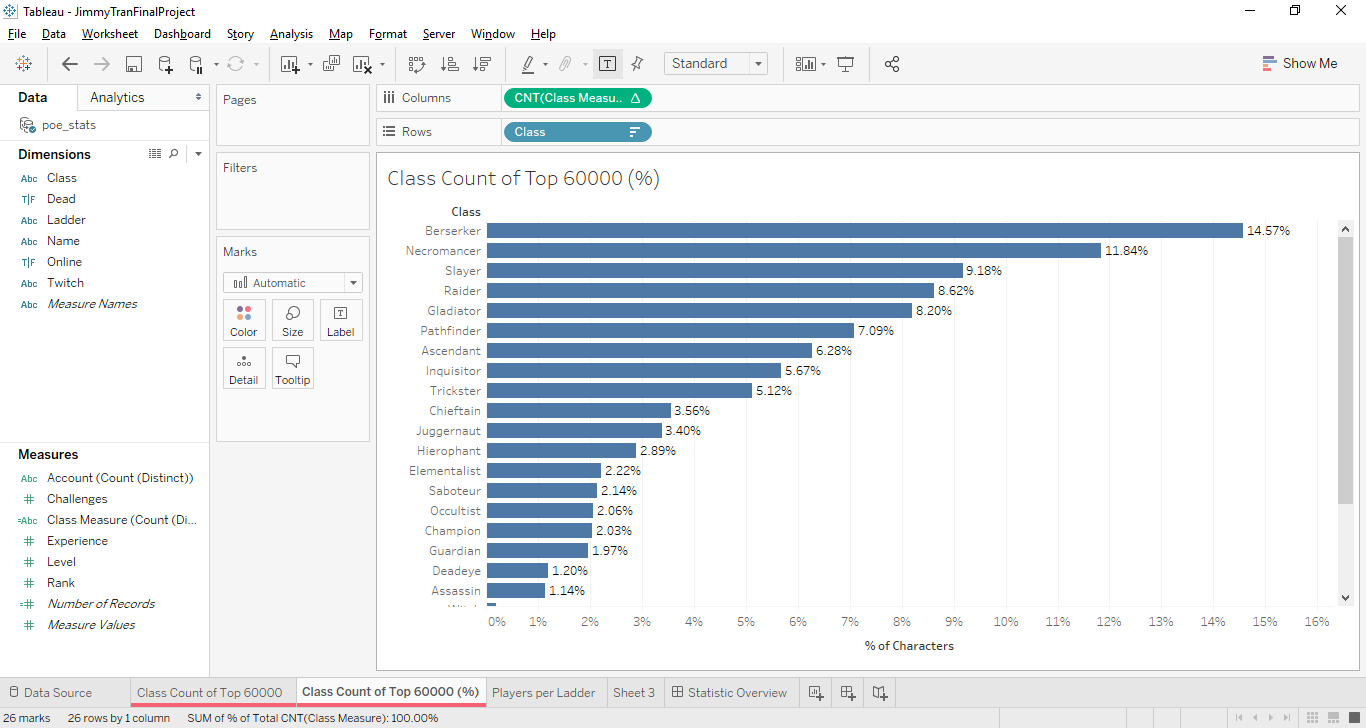 Tableau - JimmyTranFinalProject
File Data Worksheet Dashboard Story Analysis Map Format Server Window Help
Standard
Show Me
Data Analytics
poe_stats
Dimensions
Abc Class
T|F Dead
Abc Ladder
Abc Name
T|F Online
Abc Twitch
Abc Measure Names
Measures
Abc Account (Count (Distinct))
# Challenges
=Abc Class Measure (Count (Di...
# Experience
# Level
# Rank
=# Number of Records
# Measure Values
Pages
Filters
Marks
Automatic
Color Size Label
Detail Tooltip
Columns CNT(Class Measu.. Δ
Rows Class
Class Count of Top 60000 (%)
Class
Berserker 14.57%
Necromancer 11.84%
Slayer 9.18%
Raider 8.62%
Gladiator 8.20%
Pathfinder 7.09%
Ascendant 6.28%
Inquisitor 5.67%
Trickster 5.12%
Chieftain 3.56%
Juggernaut 3.40%
Hierophant 2.89%
Elementalist 2.22%
Saboteur 2.14%
Occultist 2.06%
Champion 2.03%
Guardian 1.97%
Deadeye 1.20%
Assassin 1.14%
0% 1% 2% 3% 4% 5% 6% 7% 8% 9% 10% 11% 12% 13% 14% 15% 16%
% of Characters
Data Source Class Count of Top 60000 Class Count of Top 60000 (%) Players per Ladder Sheet 3 Statistic Overview
26 marks 26 rows by 1 column SUM of % of Total CNT(Class Measure): 100.00%